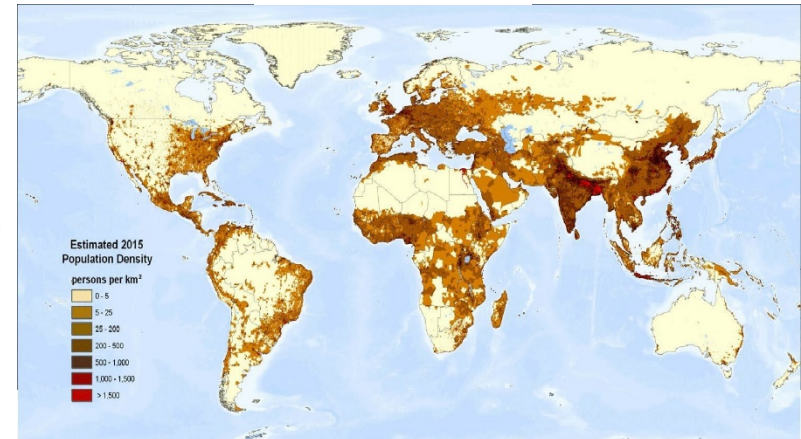 Estimated 2015
Population Density
persons per km²
0 - 5
5 - 25
25 - 200
200 - 500
500 - 1,000
1,000 - 1,500
> 1,500